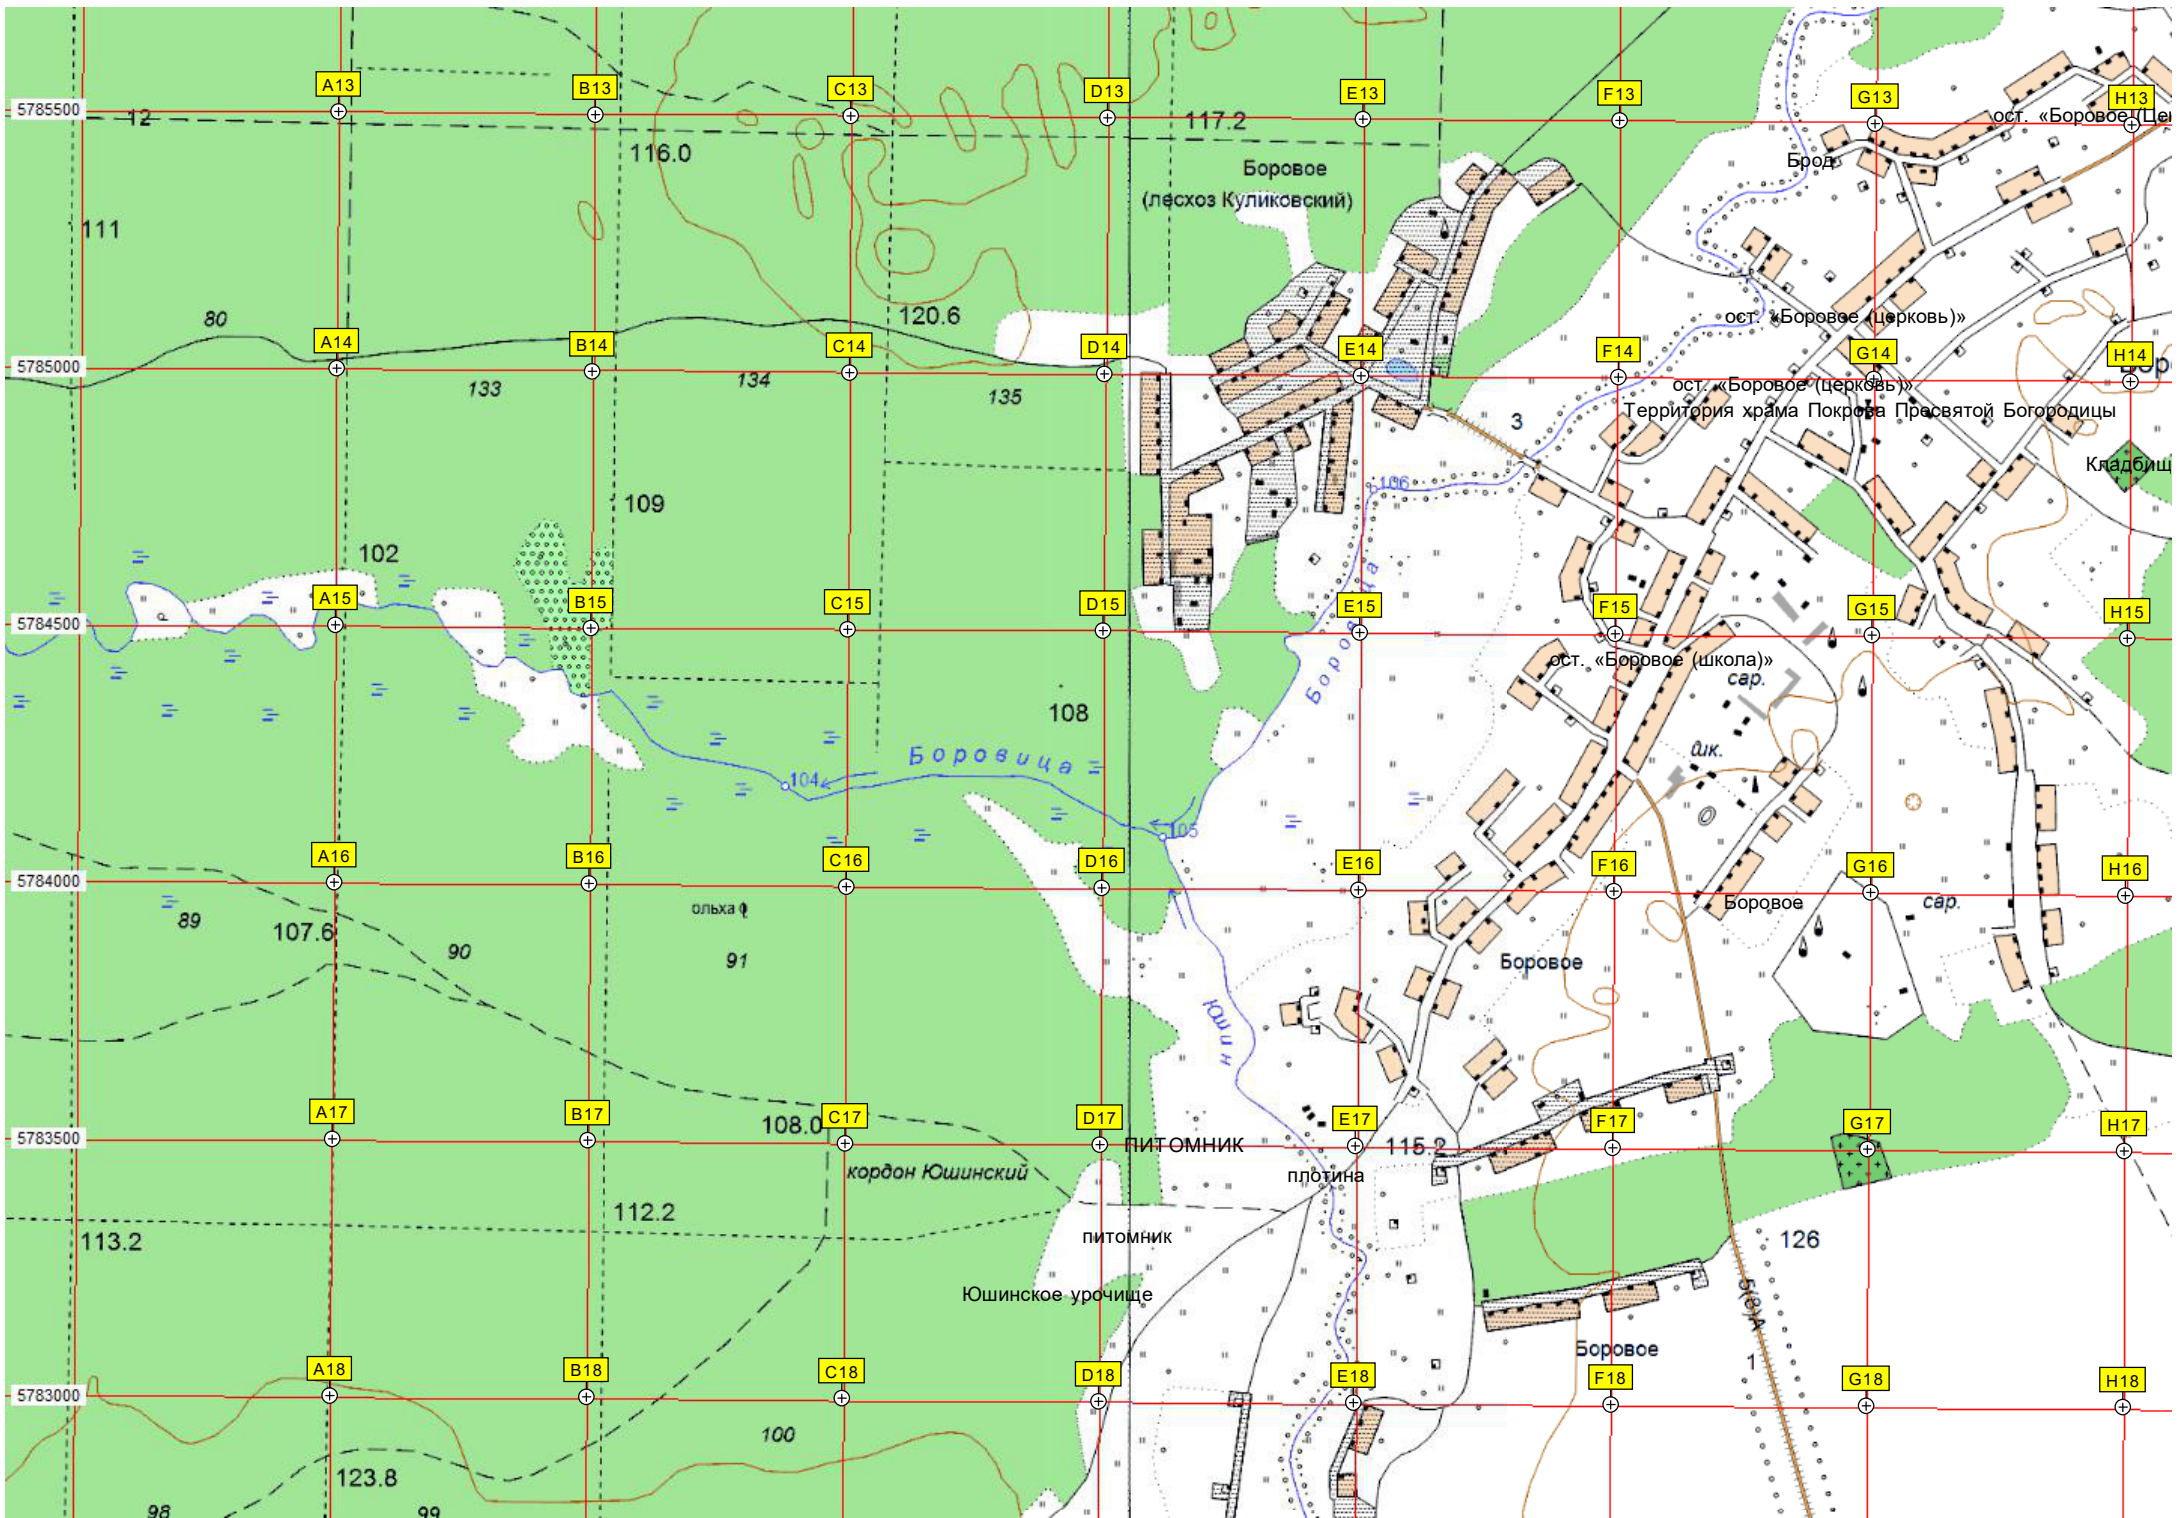 A13 B13 C13 D13 E13 F13 G13 H13
5785500
12
117.2
ост. «Боровое
116.0
Боровое
Брод
(лесхоз Куликовский)
111
80
120.6
ост. «Боровое (церковь)»
A14 B14 C14 D14 E14 F14 G14 H14
5785000
133
134
135
ост. «Боровое (церковь)»
Территория храма Покрова Пресвятой Богородицы
3
106
109
102
A15 B15 C15 D15 E15 F15 G15 H15
5784500
Боровица
ост. «Боровое (школа)»
сар.
108
шк.
Боровица
104
105
A16 B16 C16 D16 E16 F16 G16 H16
5784000
89
ольха
Боровое
сар.
107.6
90
91
Боровое
Юшин
A17 B17 C17 D17 E17 F17 G17 H17
5783500
108.0
ПИТОМНИК
115.2
кордон Юшинский
плотина
112.2
113.2
питомник
126
Юшинское урочище
5(8)А
Боровое
1
A18 B18 C18 D18 E18 F18 G18 H18
5783000
100
123.8
98
99